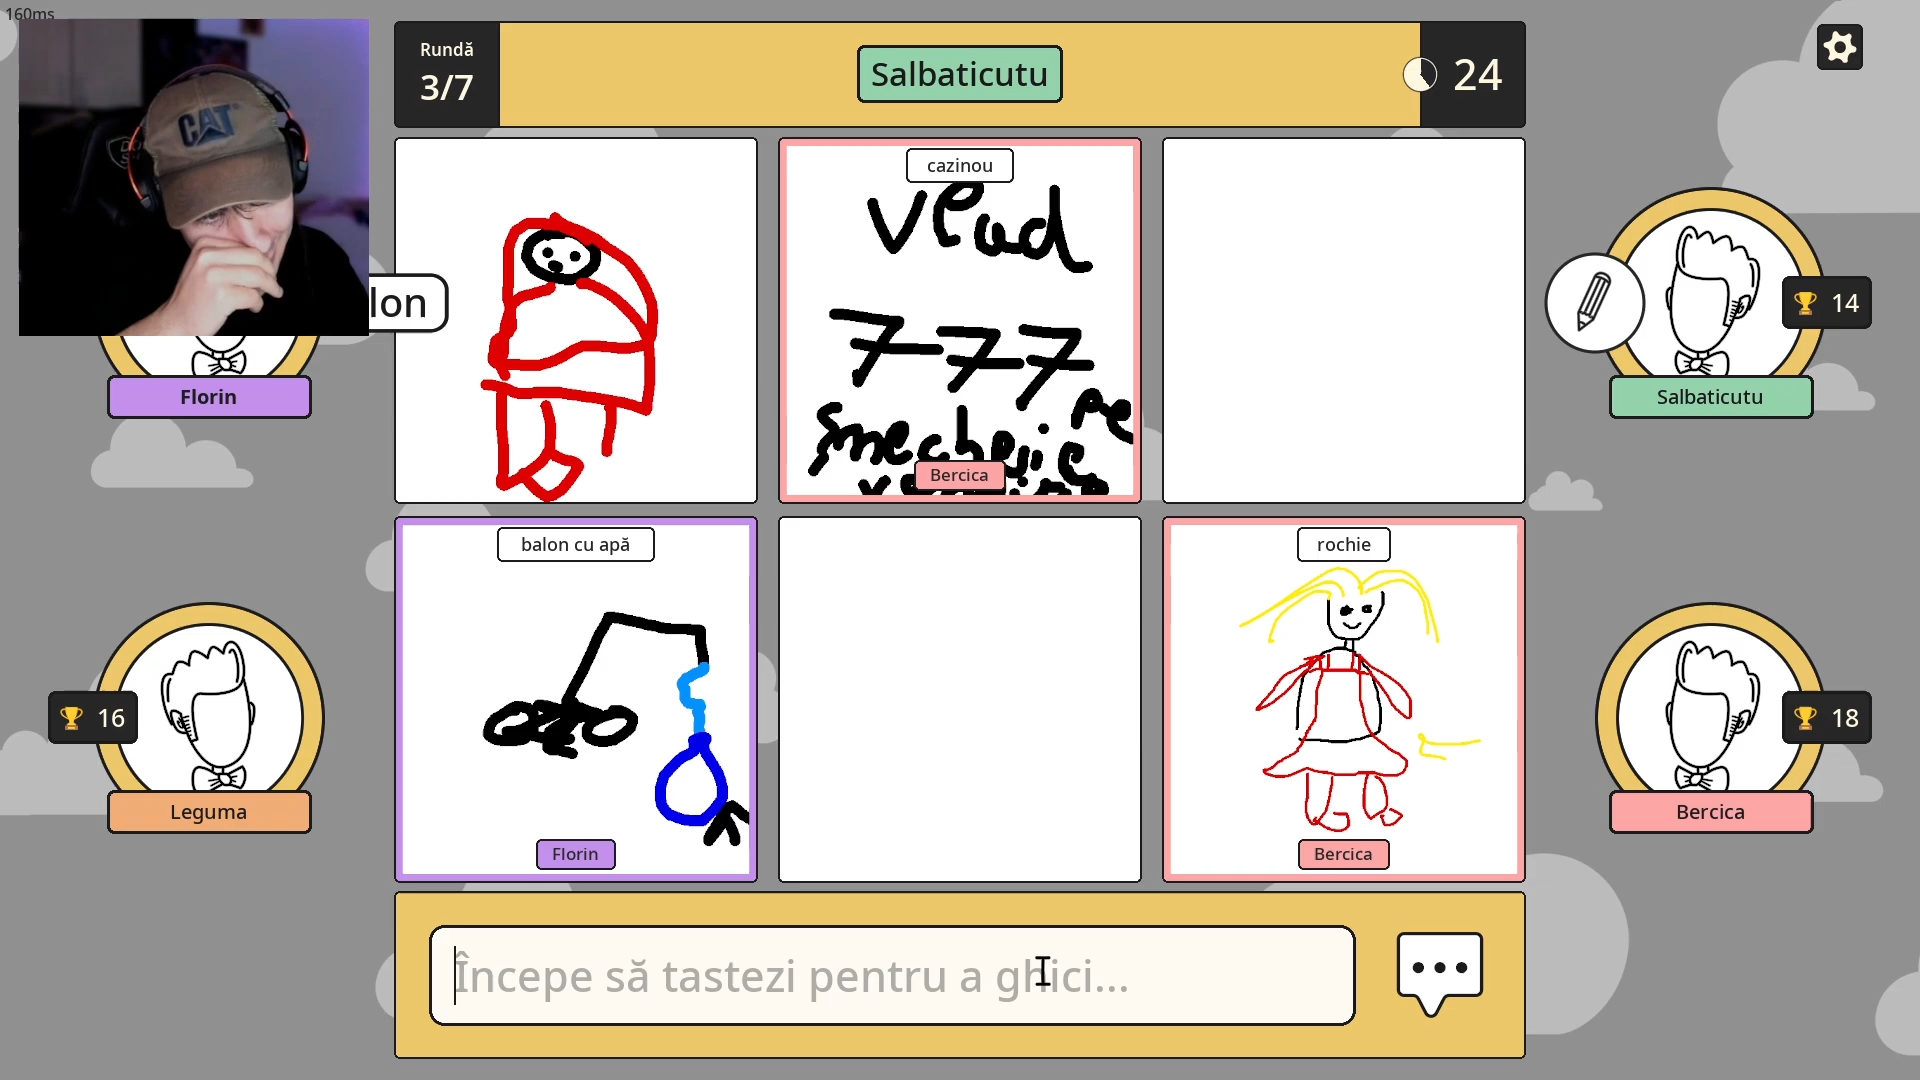 160ms
Rundă
3/7
Salbaticutu
24
CAT
lon
Florin
cazinou
vlad
777
pe
smecherie
Bercica
14
Salbaticutu
balon cu apă
Florin
rochie
Bercica
16
Leguma
18
Bercica
Începe să tastezi pentru a ghici...